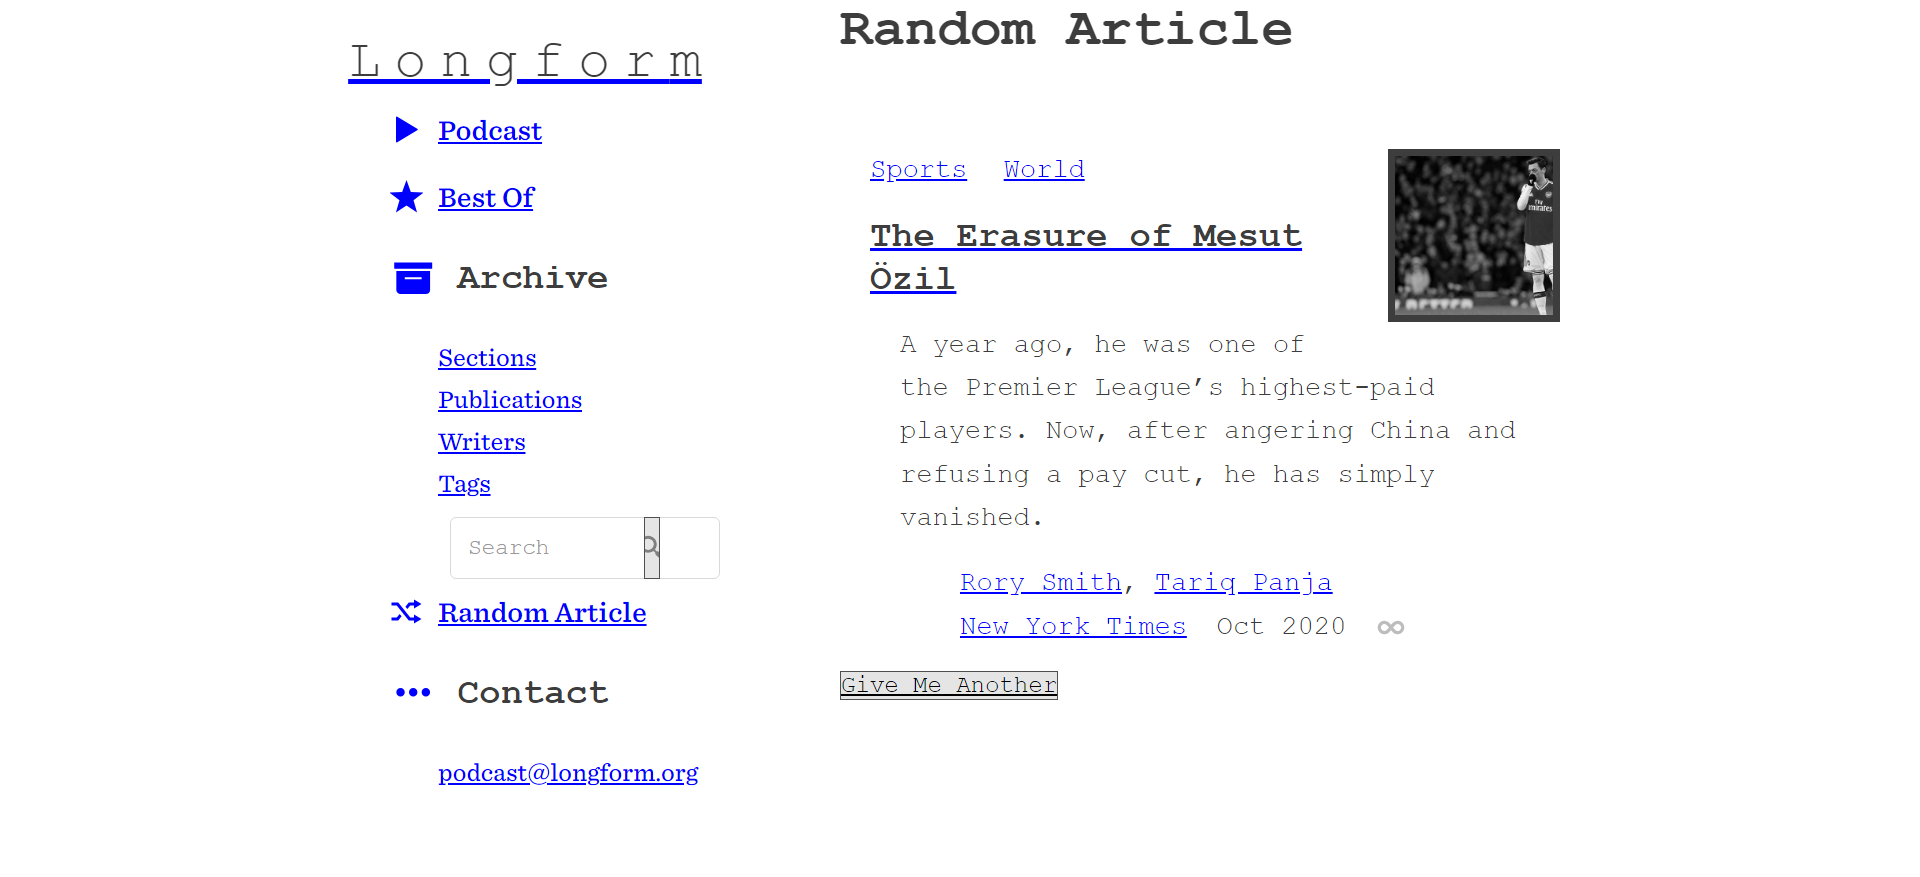 Longform
Podcast
Best Of
Archive
Sections
Publications
Writers
Tags
Search
Random Article
Contact
podcast@longform.org
Random Article
Sports World
The Erasure of Mesut
Özil
A year ago, he was one of
the Premier League’s highest-paid
players. Now, after angering China and
refusing a pay cut, he has simply
vanished.
Rory Smith, Tariq Panja
New York Times Oct 2020
Give Me Another